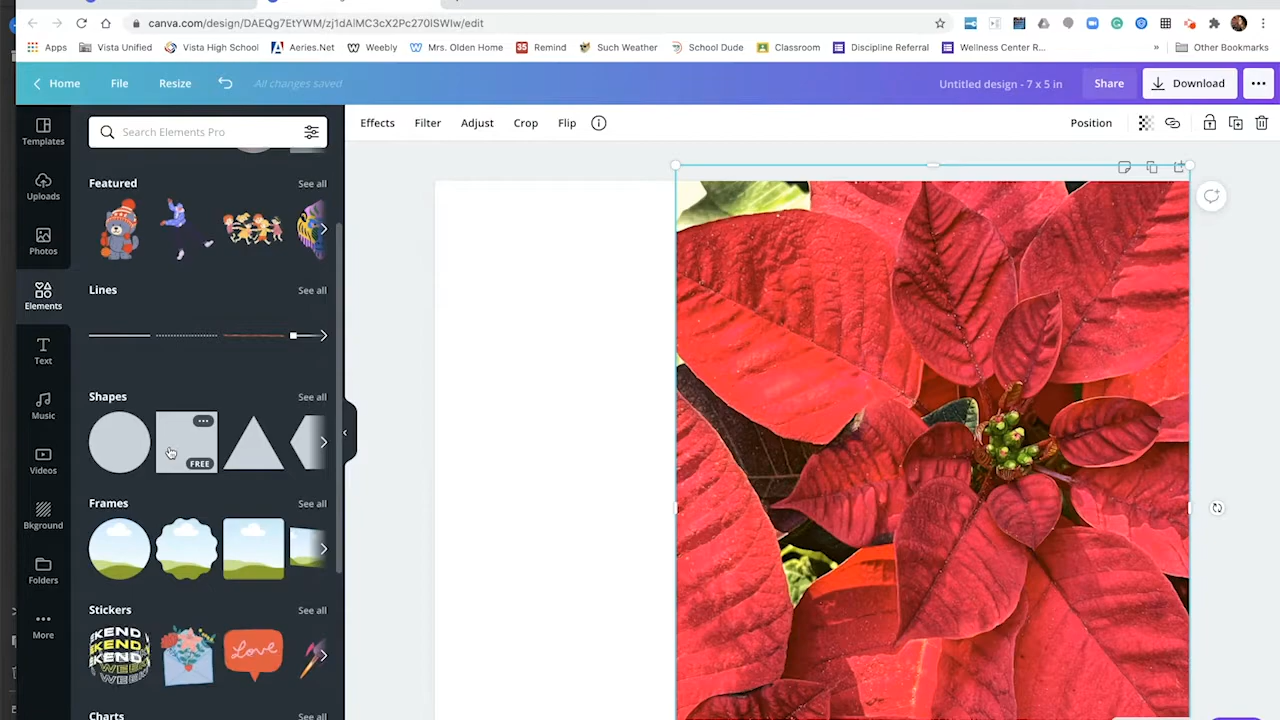 canva.com/design/DAEQg7EtYWM/zj1dAlMC3cX2Pc270lSWIw/edit
Apps Vista Unified Vista High School Aeries.Net Weebly Mrs. Olden Home Remind Such Weather School Dude Classroom Discipline Referral Wellness Center R... » Other Bookmarks
Home File Resize All changes saved Untitled design - 7 x 5 in Share Download
Effects Filter Adjust Crop Flip Position
Templates
Uploads
Photos
Elements
Text
Music
Videos
Bkground
Folders
More
Search Elements Pro
Featured See all
Lines See all
Shapes See all
FREE
Frames See all
Stickers See all
Love
Charts See all